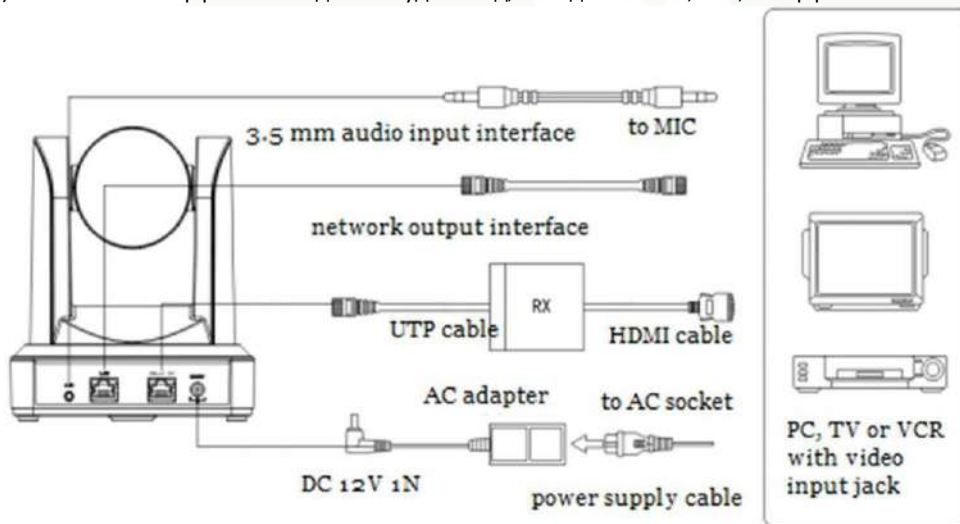 3.5 mm audio input interface
to MIC
network output interface
RX
UTP cable
HDMI cable
AC adapter
to AC socket
DC 12V 1N
power supply cable
PC, TV or VCR
with video
input jack